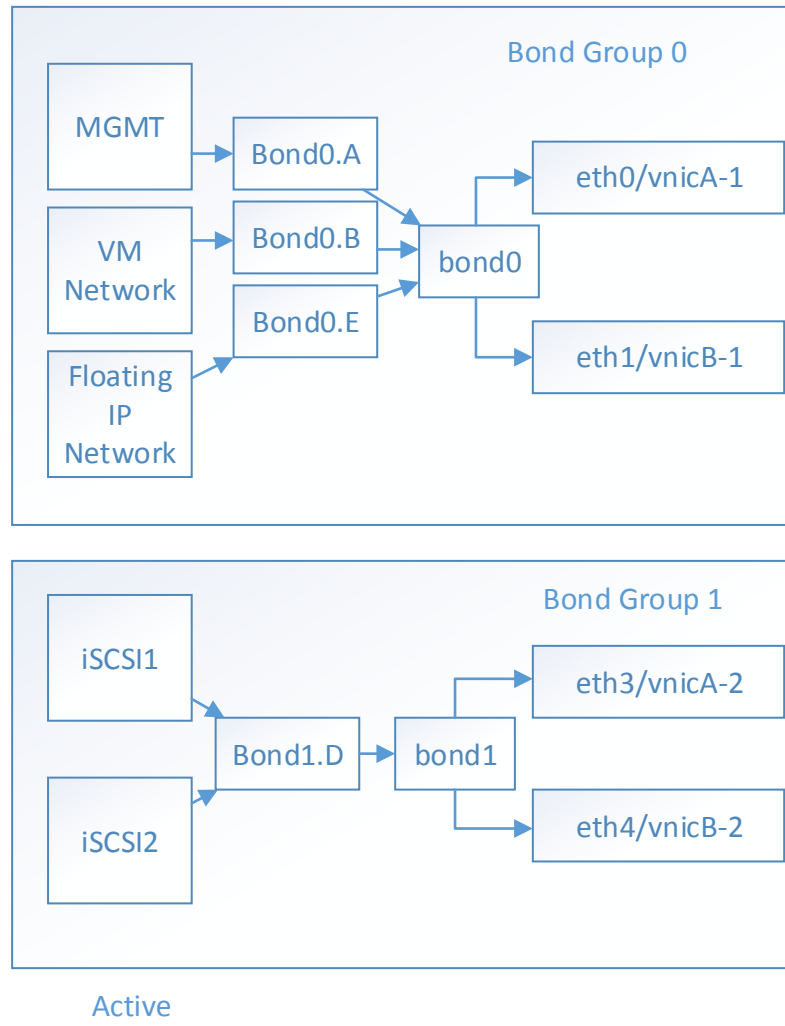 Bond Group 0
MGMT
Bond0.A
eth0/vnicA-1
VM
Network
Bond0.B
bond0
Bond0.E
eth1/vnicB-1
Floating
IP
Network
Bond Group 1
iSCSI1
eth3/vnicA-2
Bond1.D
bond1
iSCSI2
eth4/vnicB-2
Active